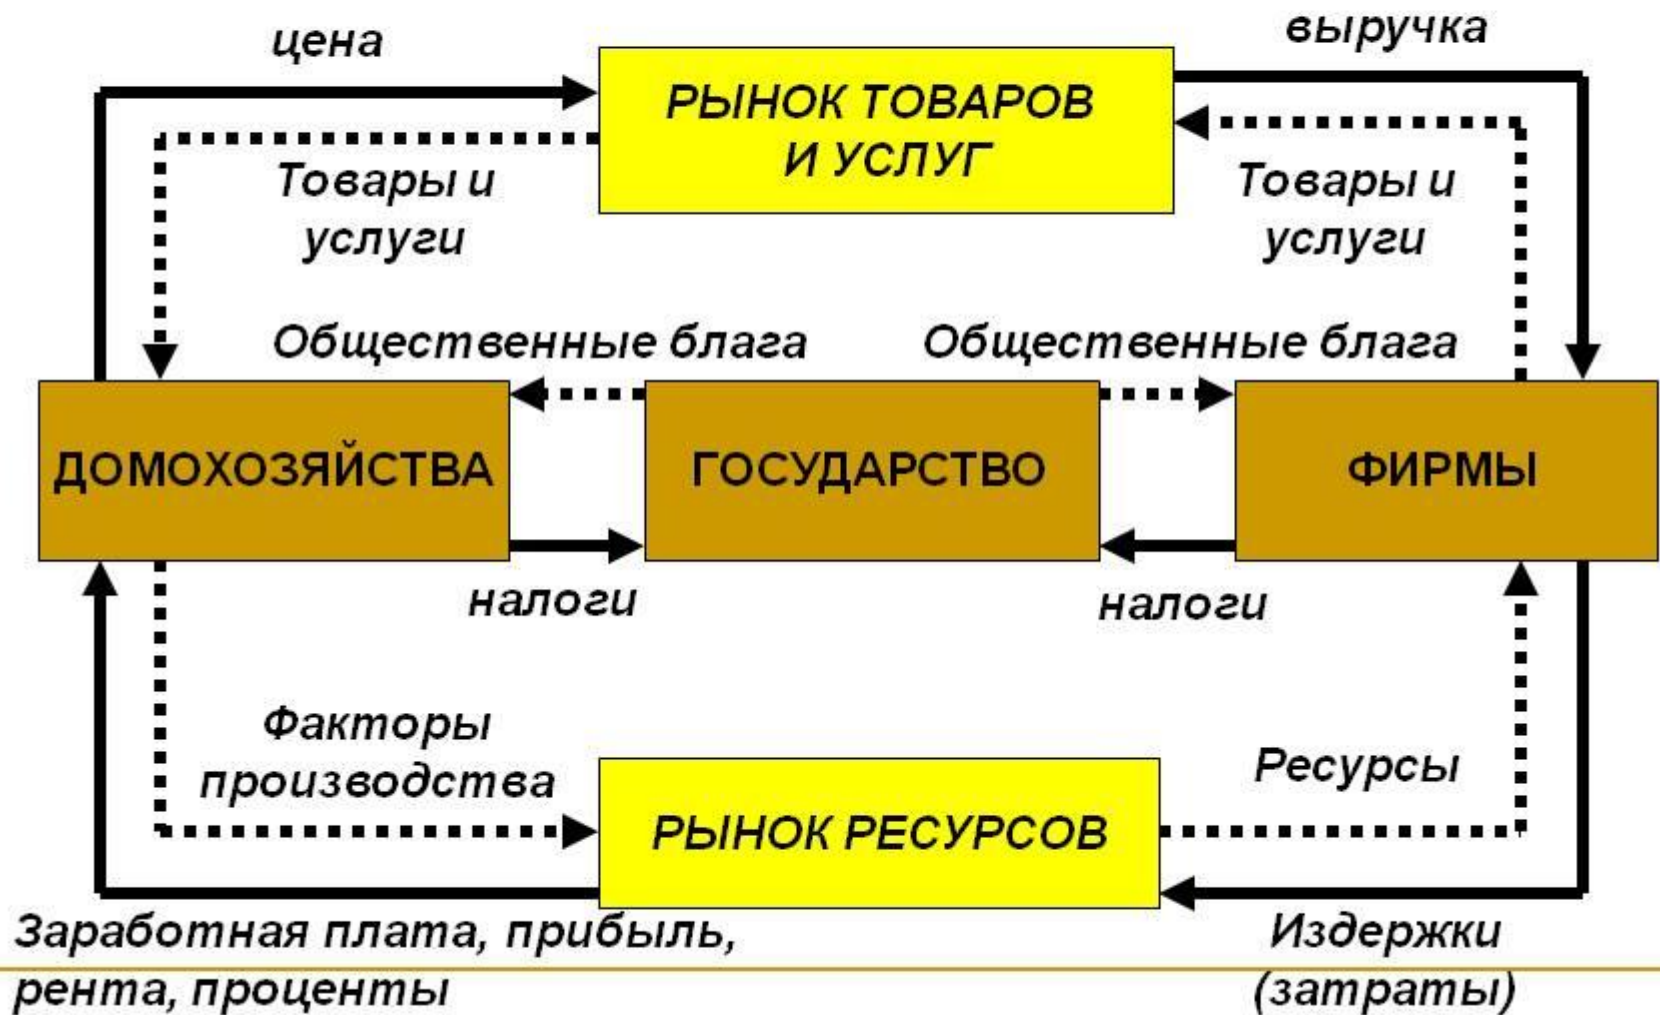 цена
выручка
РЫНОК ТОВАРОВ
И УСЛУГ
Товары и
услуги
Товары и
услуги
Общественные блага
Общественные блага
ДОМОХОЗЯЙСТВА
ГОСУДАРСТВО
ФИРМЫ
налоги
налоги
Факторы
производства
Ресурсы
РЫНОК РЕСУРСОВ
Заработная плата, прибыль,
рента, проценты
Издержки
(затраты)